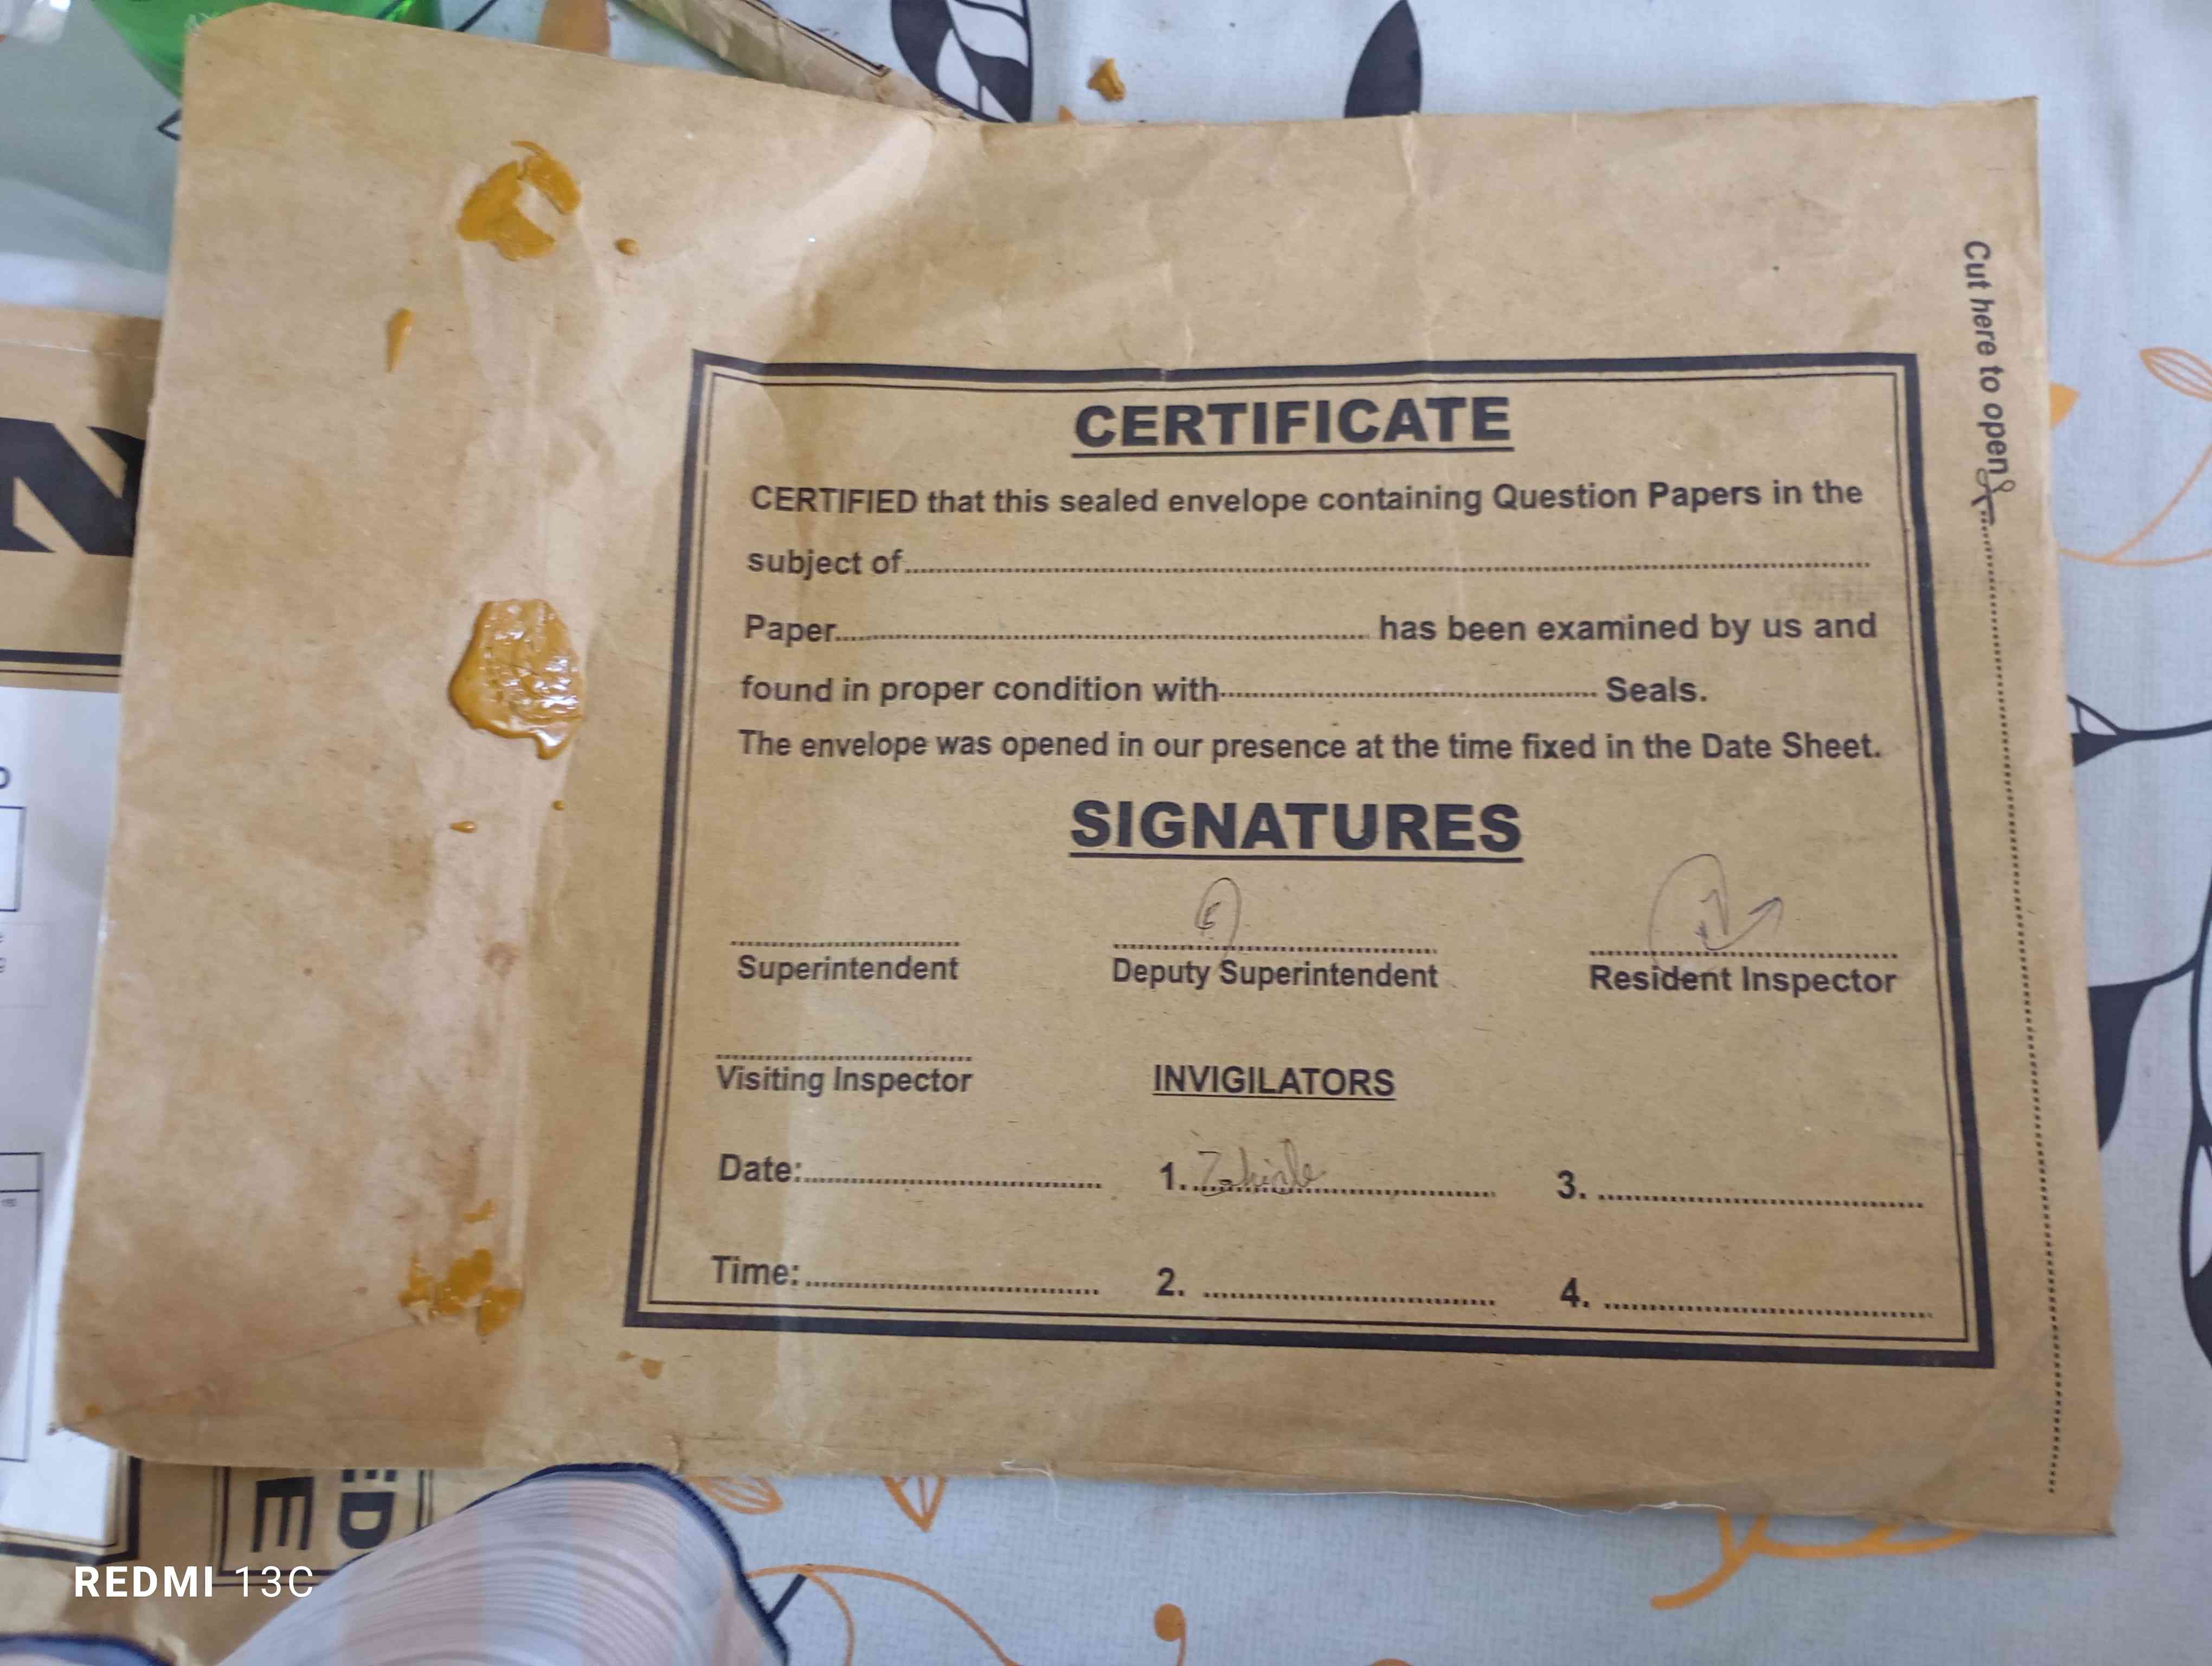 Cut here to open
CERTIFICATE
CERTIFIED that this sealed envelope containing Question Papers in the
subject of
Paper has been examined by us and
found in proper condition with Seals.
The envelope was opened in our presence at the time fixed in the Date Sheet.
SIGNATURES
Superintendent Deputy Superintendent Resident Inspector
Visiting Inspector INVIGILATORS
Date: 1. 3.
Time: 2. 4.
N
ED
E
REDMI 13C